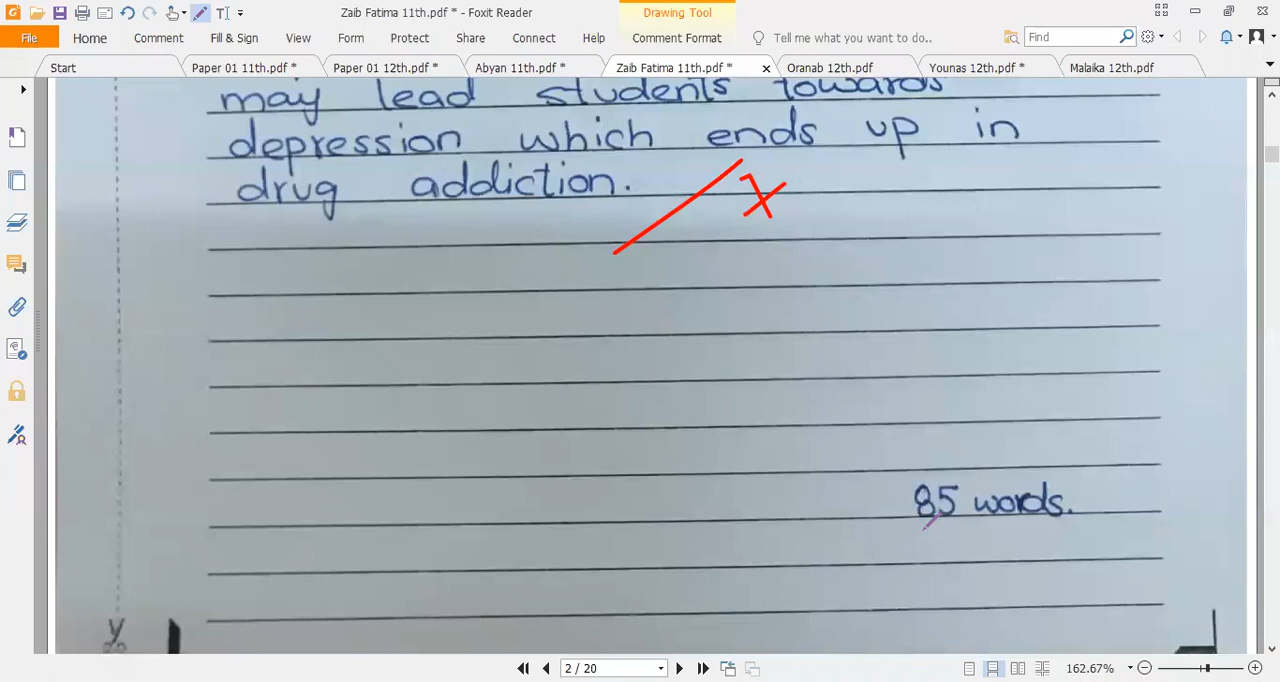 Zaib Fatima 11th.pdf * - Foxit Reader
Drawing Tool
File Home Comment Fill & Sign View Form Protect Share Connect Help Comment Format Tell me what you want to do.. Find
Start Paper 01 11th.pdf * Paper 01 12th.pdf * Abyan 11th.pdf * Zaib Fatima 11th.pdf * Oranab 12th.pdf Younas 12th.pdf * Malaika 12th.pdf
may lead students towards
depression which ends up in
drug addiction.
85 words.
2 / 20
162.67%